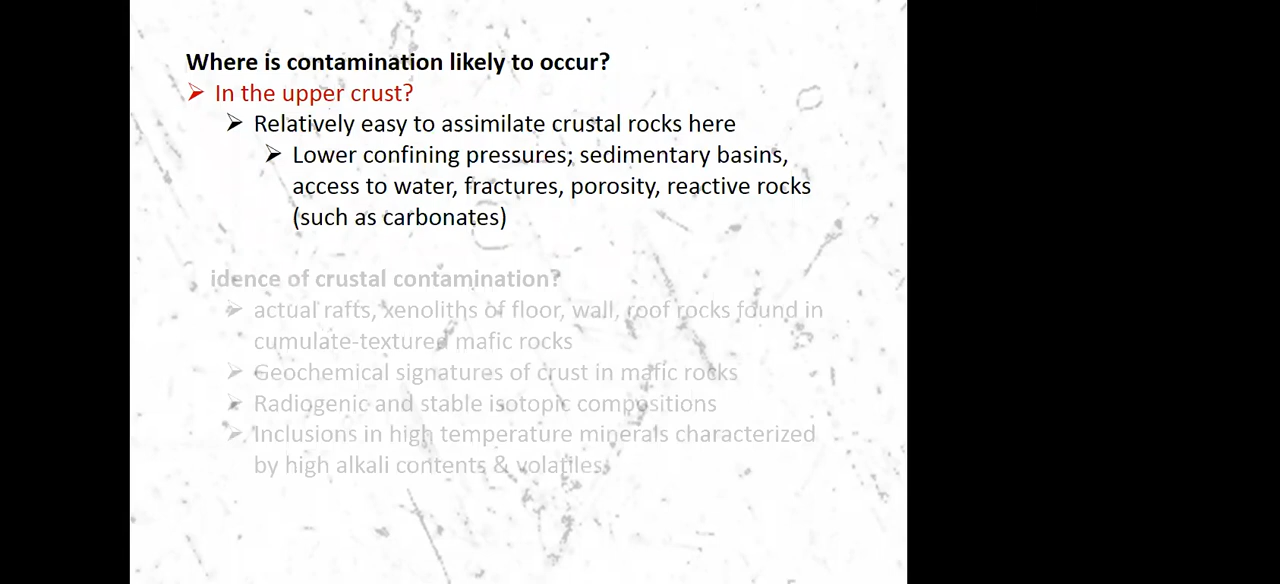 Where is contamination likely to occur?
➢ In the upper crust?
➢ Relatively easy to assimilate crustal rocks here
➢ Lower confining pressures; sedimentary basins,
access to water, fractures, porosity, reactive rocks
(such as carbonates)
idence of crustal contamination?
➢ actual rafts, xenoliths of floor, wall, roof rocks found in
cumulate-textured mafic rocks
➢ Geochemical signatures of crust in mafic rocks
➢ Radiogenic and stable isotopic compositions
➢ Inclusions in high temperature minerals characterized
by high alkali contents & volatiles